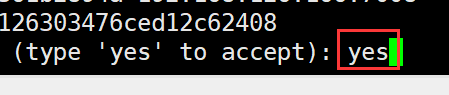 126303476ced12c62408
(type 'yes' to accept): yes